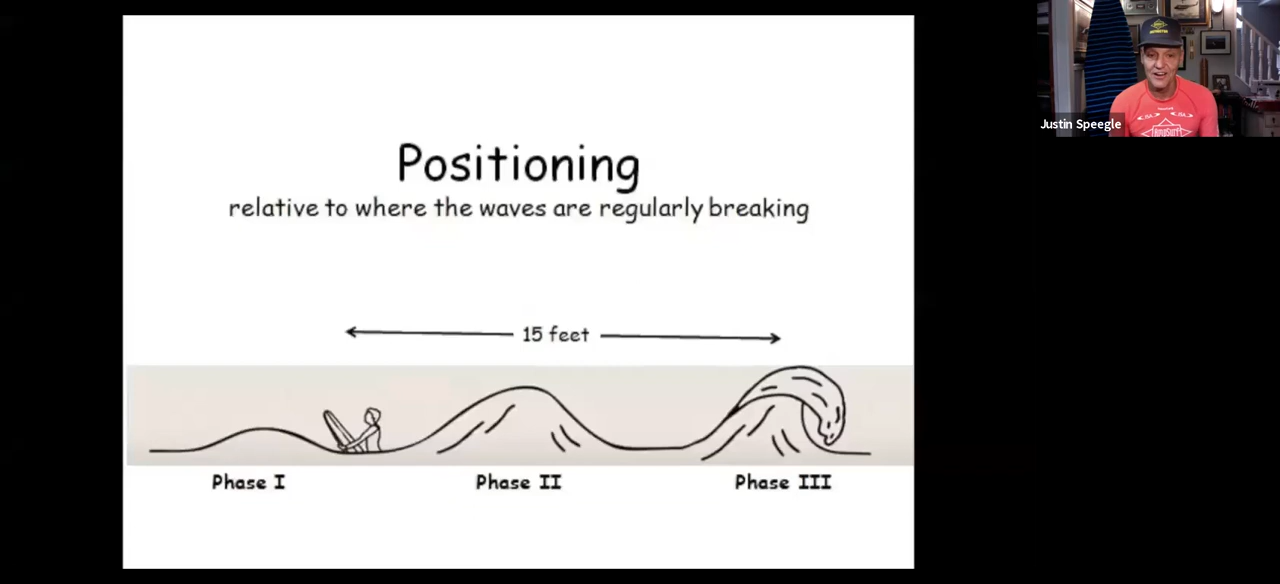 Positioning
relative to where the waves are regularly breaking
15 feet
Phase I
Phase II
Phase III
Justin Speegle